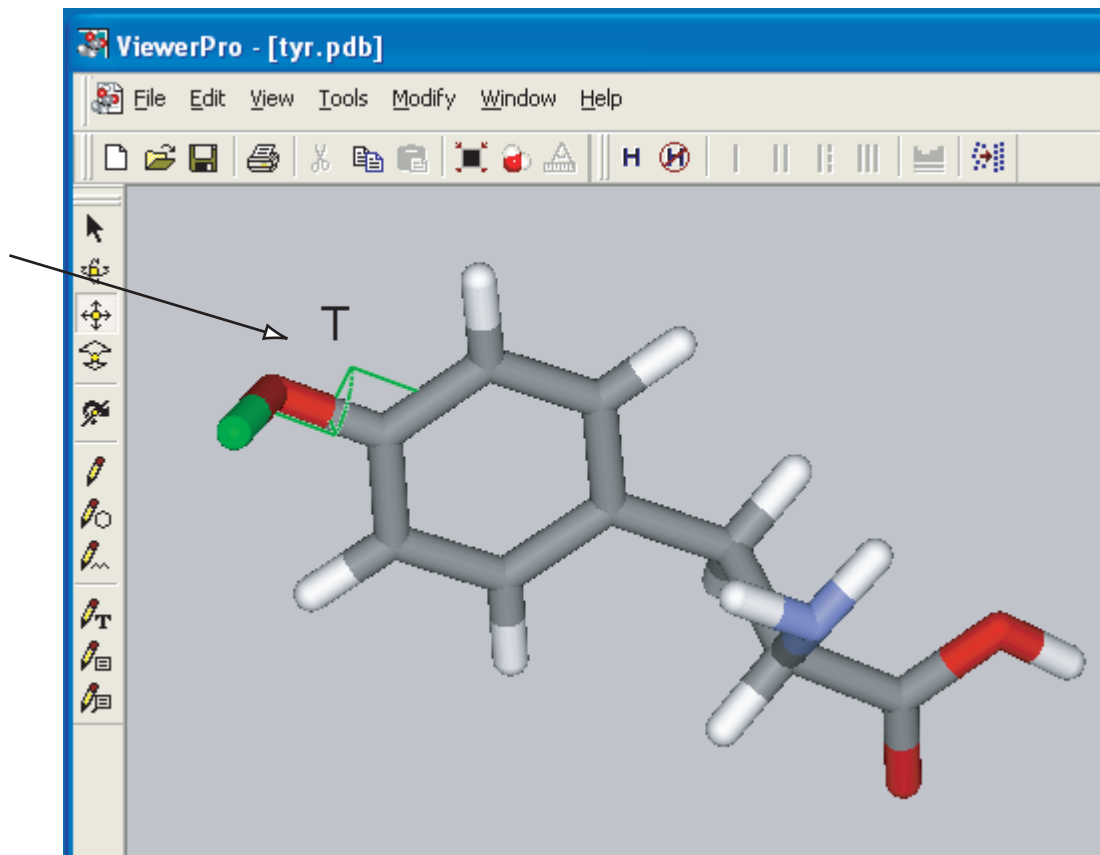 ViewerPro - [tyr.pdb]
File Edit View Tools Modify Window Help
H H
T
T